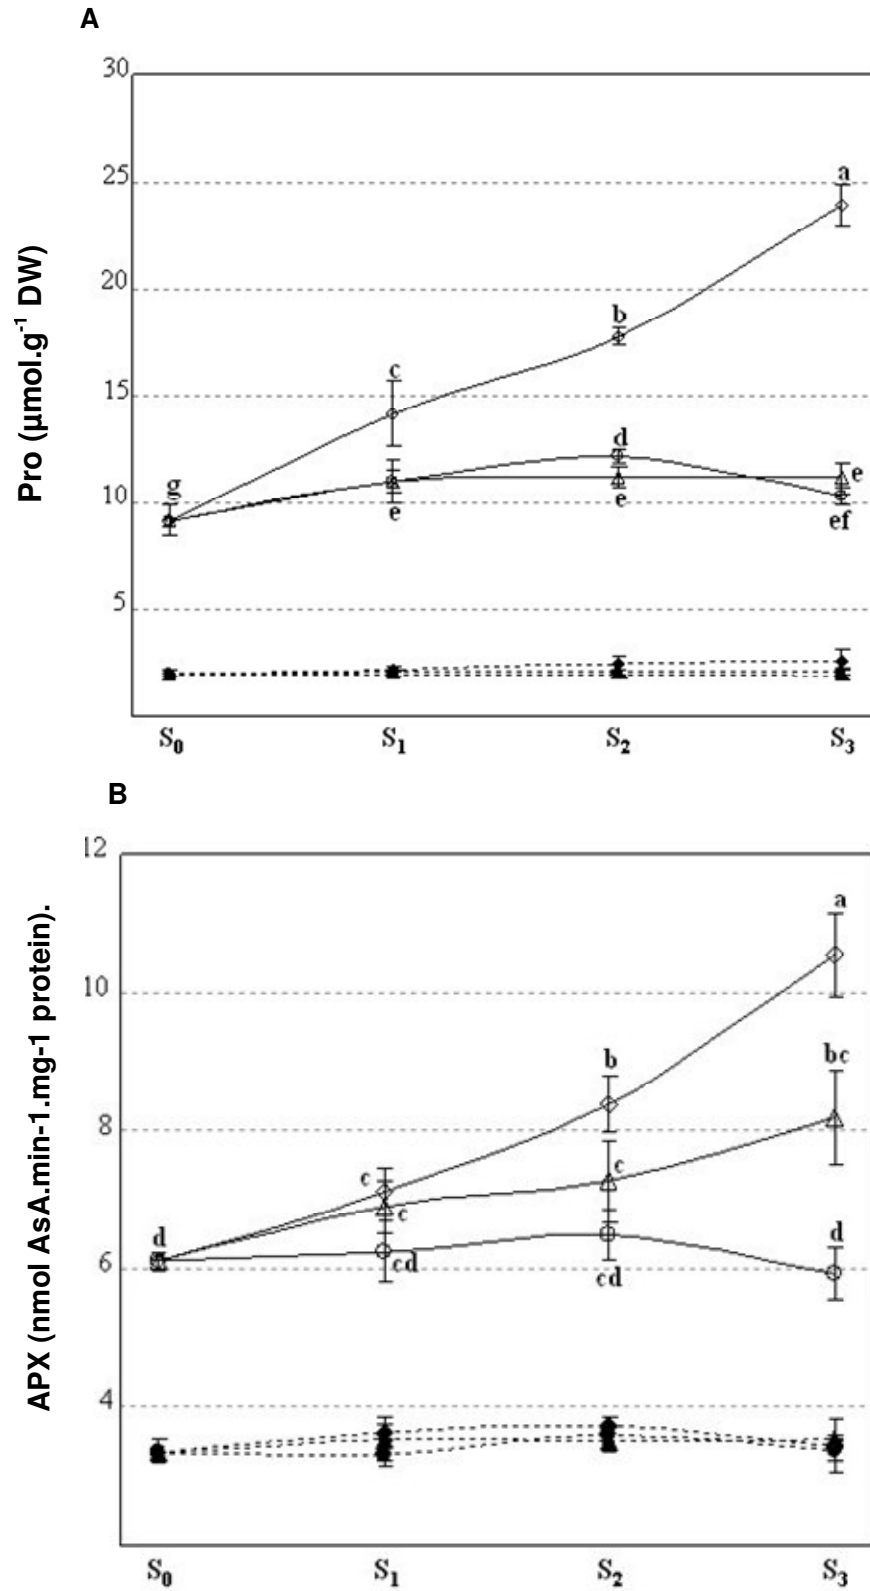 A
30
25
20
15
10
5
Pro (µmol.g⁻¹ DW)
g
c
e
b
d
e
a
e
ef
S₀ S₁ S₂ S₃
B
12
10
8
6
4
APX (nmol AsA.min-1.mg-1 protein).
d
c
c
cd
b
c
cd
a
bc
d
S₀ S₁ S₂ S₃